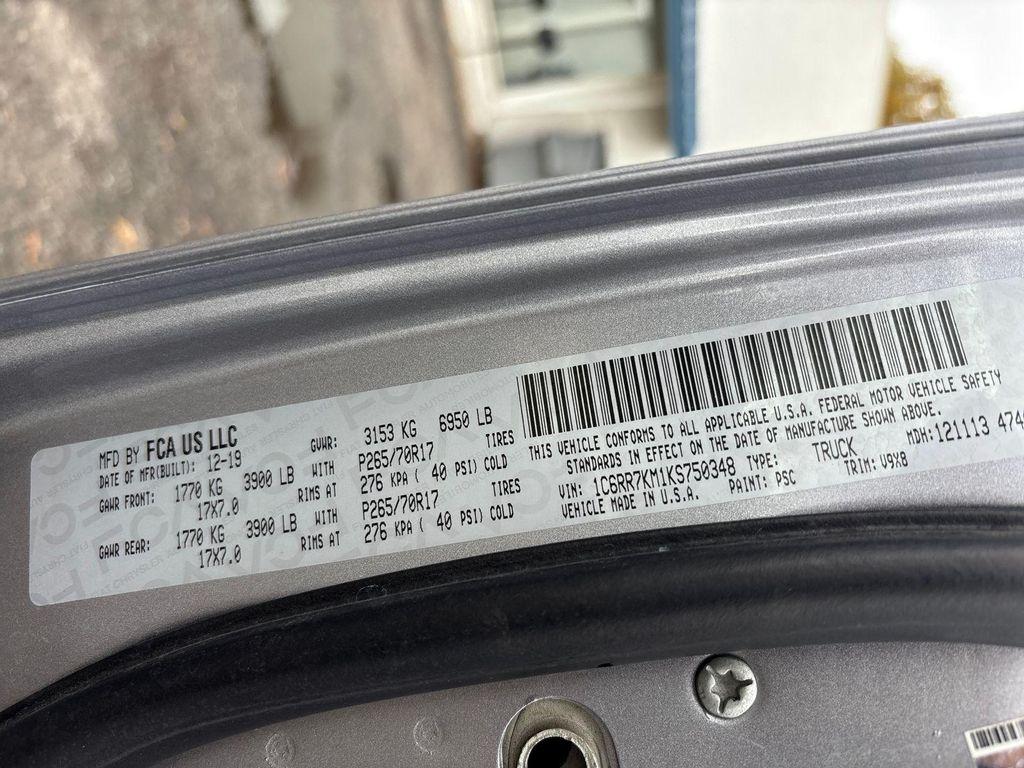 MFD BY FCA US LLC
DATE OF MFR(BUILT): 12-19 GVWR: 3153 KG 6950 LB
GAWR FRONT: 1770 KG 3900 LB WITH P265/70R17 TIRES
17X7.0 RIMS AT 276 KPA ( 40 PSI) COLD
GAWR REAR: 1770 KG 3900 LB WITH P265/70R17 TIRES
17X7.0 RIMS AT 276 KPA ( 40 PSI) COLD
THIS VEHICLE CONFORMS TO ALL APPLICABLE U.S.A. FEDERAL MOTOR VEHICLE SAFETY
STANDARDS IN EFFECT ON THE DATE OF MANUFACTURE SHOWN ABOVE.
VIN: 1C6RR7KM1KS750348 TYPE: TRUCK MDH: 121113 474
VEHICLE MADE IN U.S.A. PAINT: PSC TRIM: V9X8